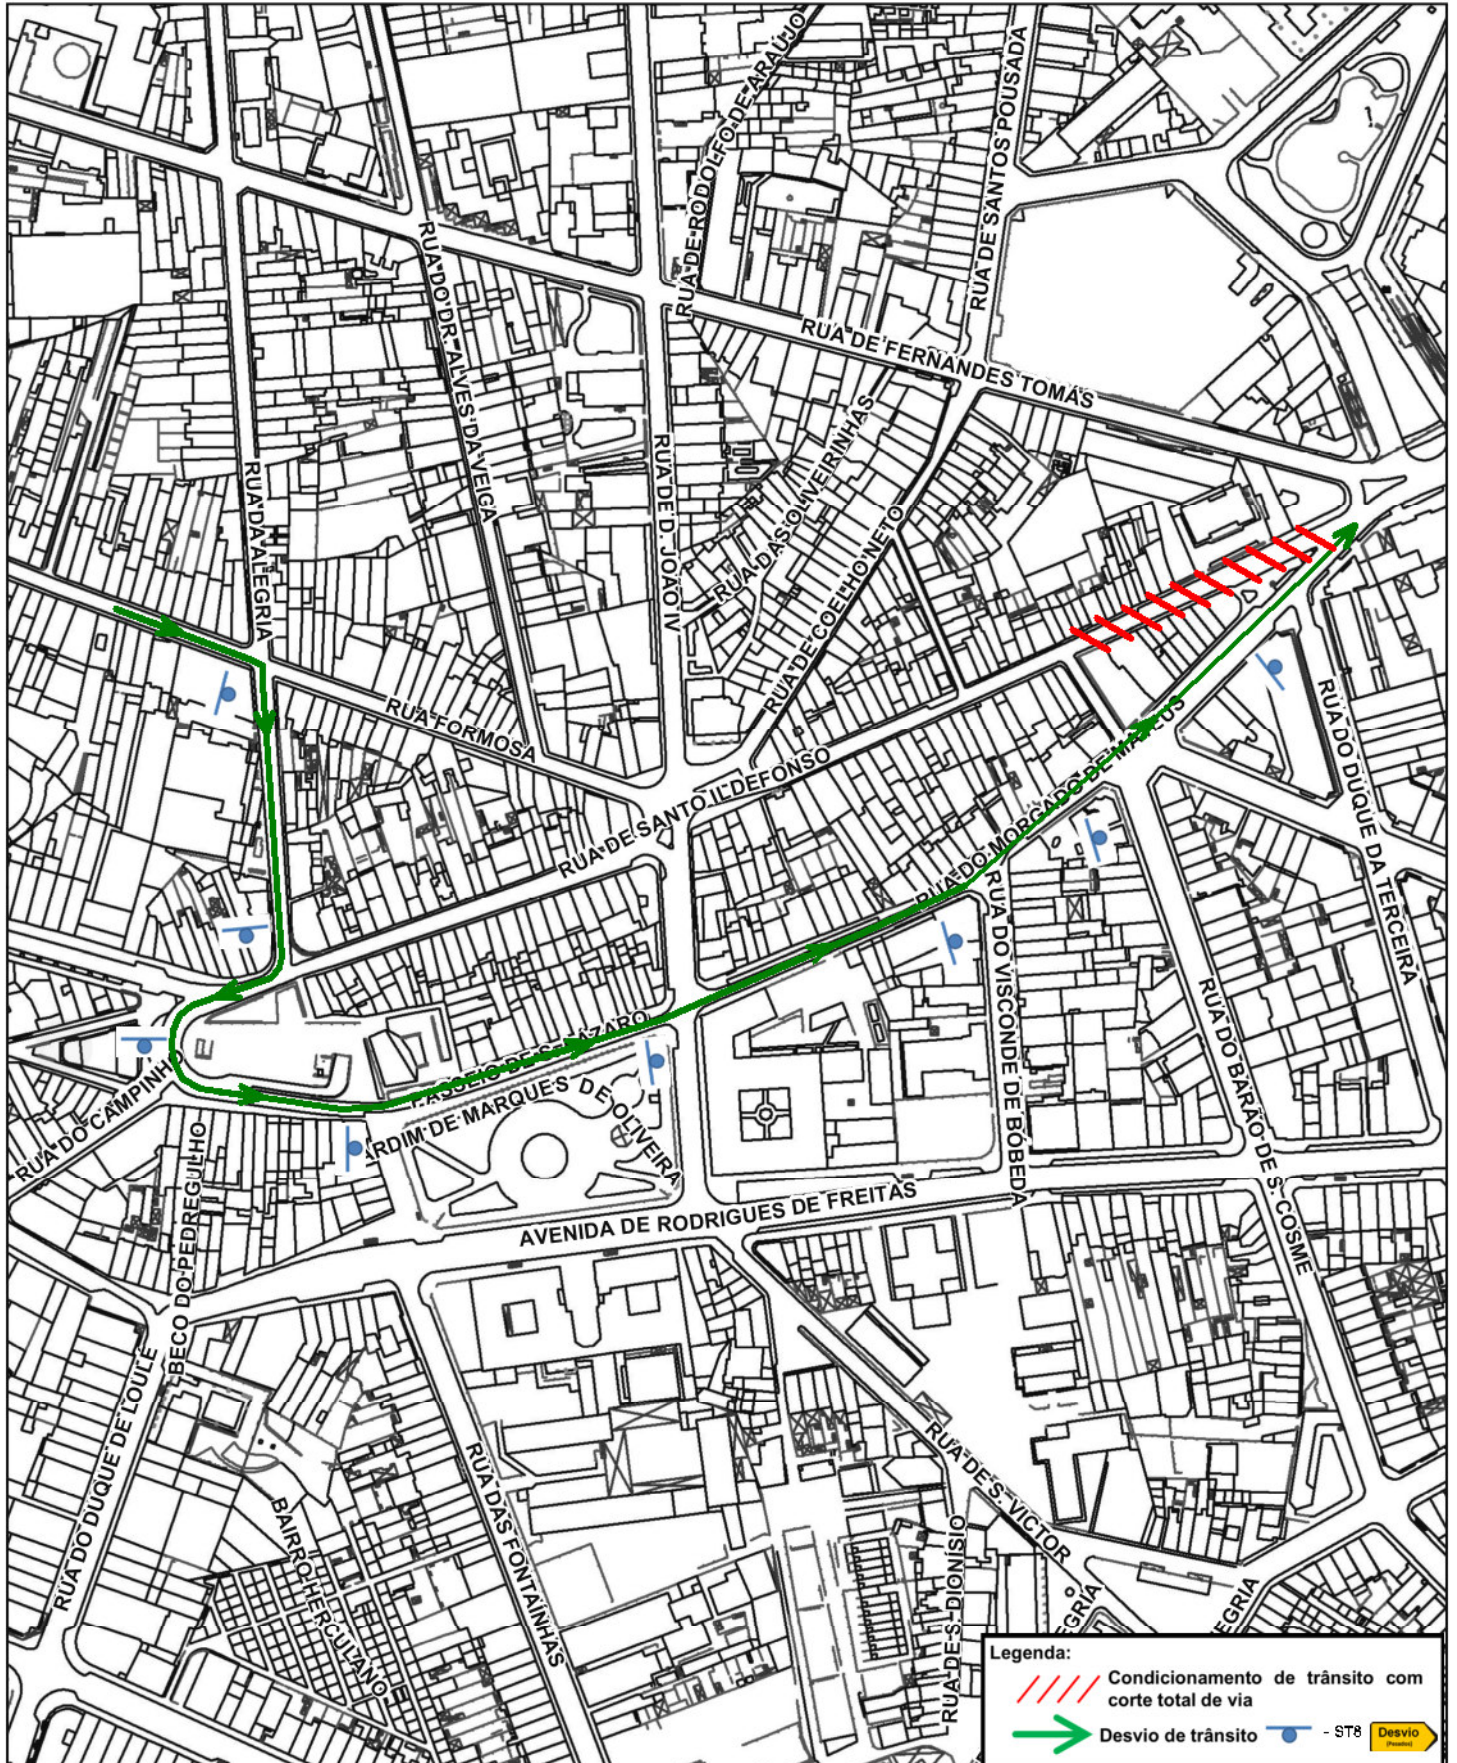 RUA DE RODOLFO DE ARAÚJO
RUA DE SANTOS POUSADA
RUA DO DR. ALVES DA VEIGA
RUA DE FERNANDES TOMÁS
RUA DA ALEGRIA
RUA DE D. JOÃO IV
RUA DAS OLIVEIRINHAS
RUA DE COELHO NETO
RUA FORMOSA
RUA DE SANTO ILDEFONSO
RUA DO MORGADO DE MATEUS
RUA DO DUQUE DA TERCEIRA
RUA DO VISCONDE DE BÓBEDA
RUA DO BARÃO DE S. COSME
PASSEIO DE S. LÁZARO
JARDIM DE MARQUES DE OLIVEIRA
RUA DO CAMPINHO
BECO DO PEDREGULHO
AVENIDA DE RODRIGUES DE FREITAS
RUA DO DUQUE DE LOULÉ
RUA DAS FONTAINHAS
BAIRRO HERCULANO
RUA DE S. VICTOR
RUA DE S. DIONÍSIO
EGRIA
EGRIA
Legenda:
Condicionamento de trânsito com
corte total de via
Desvio de trânsito
- ST8
Desvio
(Pesados)